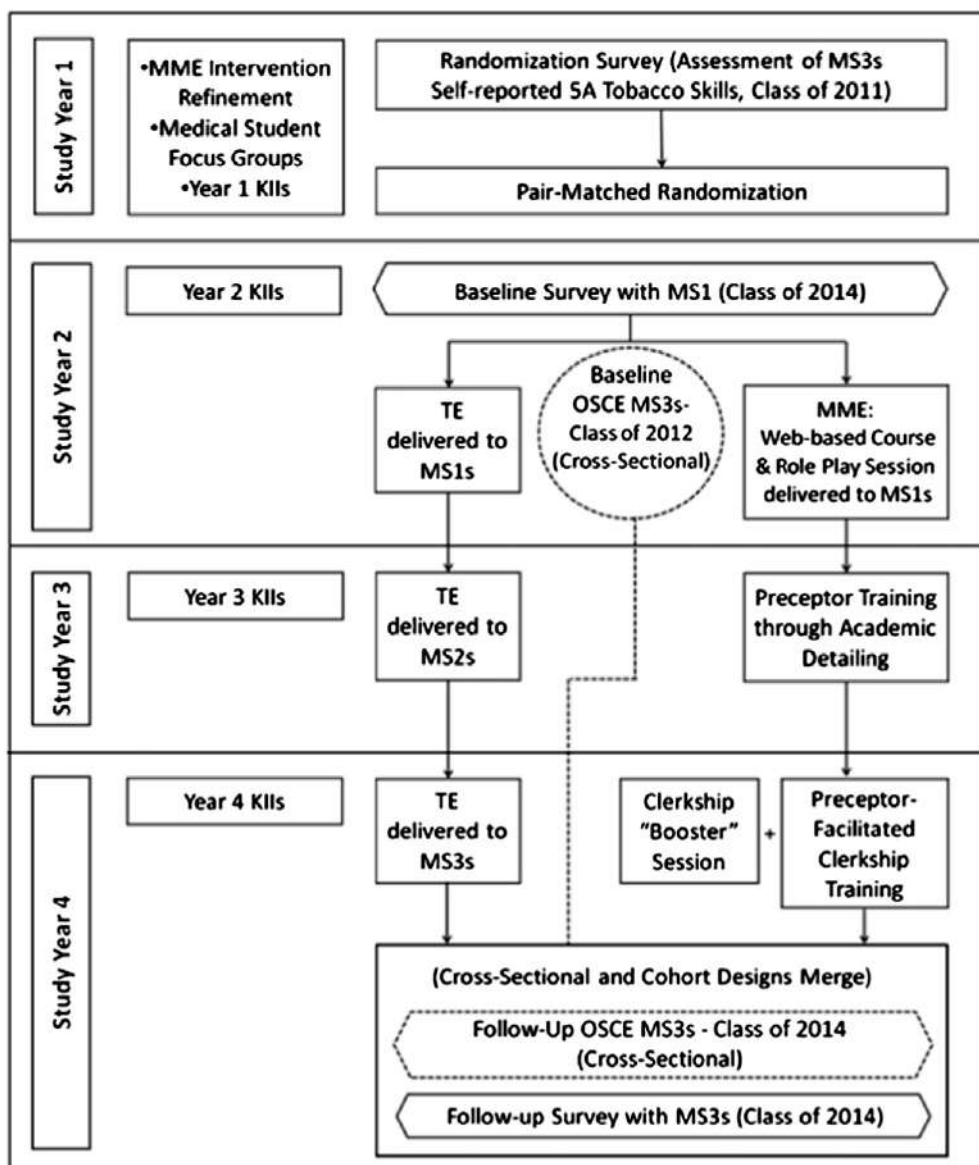 Study Year 1
•MME Intervention
Refinement
•Medical Student
Focus Groups
•Year 1 KIIs
Randomization Survey (Assessment of MS3s
Self-reported 5A Tobacco Skills, Class of 2011)
Pair-Matched Randomization
Study Year 2
Year 2 KIIs
Baseline Survey with MS1 (Class of 2014)
TE
delivered to
MS1s
Baseline
OSCE MS3s-
Class of 2012
(Cross-Sectional)
MME:
Web-based Course
& Role Play Session
delivered to MS1s
Study Year 3
Year 3 KIIs
TE
delivered to
MS2s
Preceptor Training
through Academic
Detailing
Study Year 4
Year 4 KIIs
TE
delivered to
MS3s
Clerkship
"Booster"
Session
+
Preceptor-
Facilitated
Clerkship
Training
(Cross-Sectional and Cohort Designs Merge)
Follow-Up OSCE MS3s - Class of 2014
(Cross-Sectional)
Follow-up Survey with MS3s (Class of 2014)